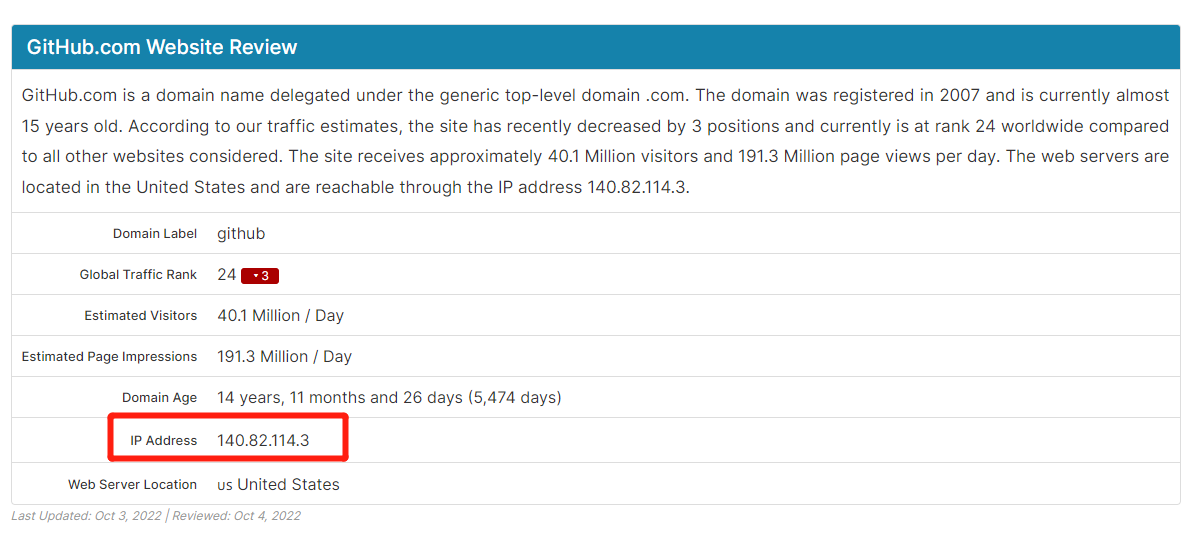 GitHub.com Website Review
GitHub.com is a domain name delegated under the generic top-level domain .com. The domain was registered in 2007 and is currently almost
15 years old. According to our traffic estimates, the site has recently decreased by 3 positions and currently is at rank 24 worldwide compared
to all other websites considered. The site receives approximately 40.1 Million visitors and 191.3 Million page views per day. The web servers are
located in the United States and are reachable through the IP address 140.82.114.3.
Domain Label github
Global Traffic Rank 24 ▾ 3
Estimated Visitors 40.1 Million / Day
Estimated Page Impressions 191.3 Million / Day
Domain Age 14 years, 11 months and 26 days (5,474 days)
IP Address 140.82.114.3
Web Server Location us United States
Last Updated: Oct 3, 2022 | Reviewed: Oct 4, 2022